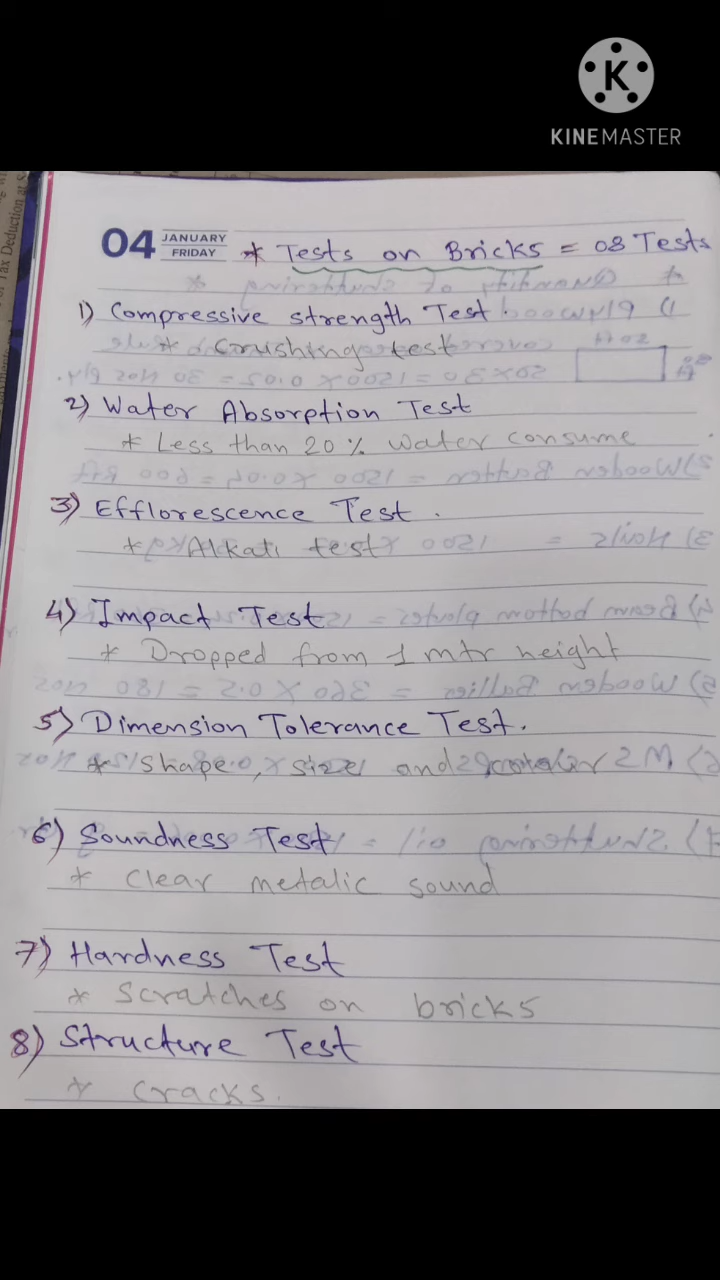 KINEMASTER
04 JANUARY FRIDAY * Tests on Bricks = 08 Tests
1) Compressive strength Test.
* Crushing test
2) Water Absorption Test
* Less than 20% water consume
3) Efflorescence Test.
* Alkati test
4) Impact Test
* Dropped from 1 mtr height
5) Dimension Tolerance Test.
* Shape, size and
6) Soundness Test
* Clear metalic sound
7) Hardness Test
* Scratches on bricks
8) Structure Test
* cracks.